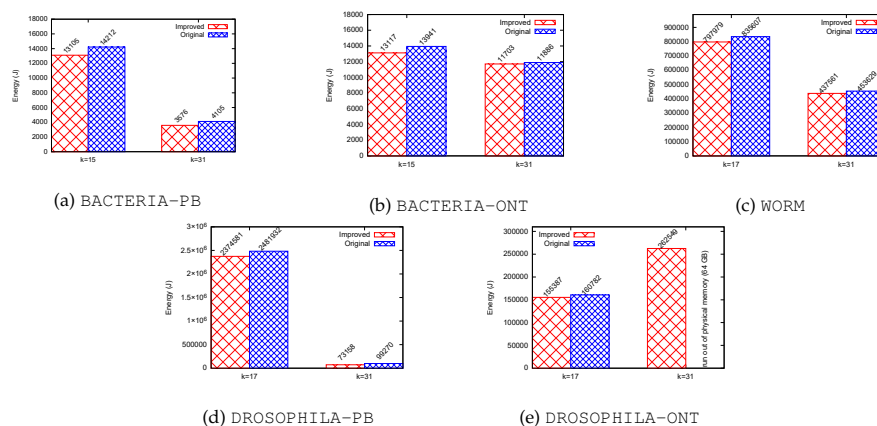 18000
16000
14000
12000
10000
8000
6000
4000
2000
0
Energy (J)
Improved
Original
13105
14212
3576
4105
k=15 k=31
(a) BACTERIA-PB
18000
16000
14000
12000
10000
8000
6000
4000
2000
0
Energy (J)
Improved
Original
13117
13941
11703
11886
k=15 k=31
(b) BACTERIA-ONT
900000
800000
700000
600000
500000
400000
300000
200000
100000
0
Energy (J)
Improved
Original
797979
835607
437561
463629
k=17 k=31
(c) WORM
3×10⁶
2.5×10⁶
2×10⁶
1.5×10⁶
1×10⁶
500000
0
Energy (J)
Improved
Original
2374581
2481932
73158
99270
k=17 k=31
(d) DROSOPHILA-PB
300000
250000
200000
150000
100000
50000
0
Energy (J)
Improved
Original
155387
160782
262549
run out of physical memory (64 GB)
k=17 k=31
(e) DROSOPHILA-ONT